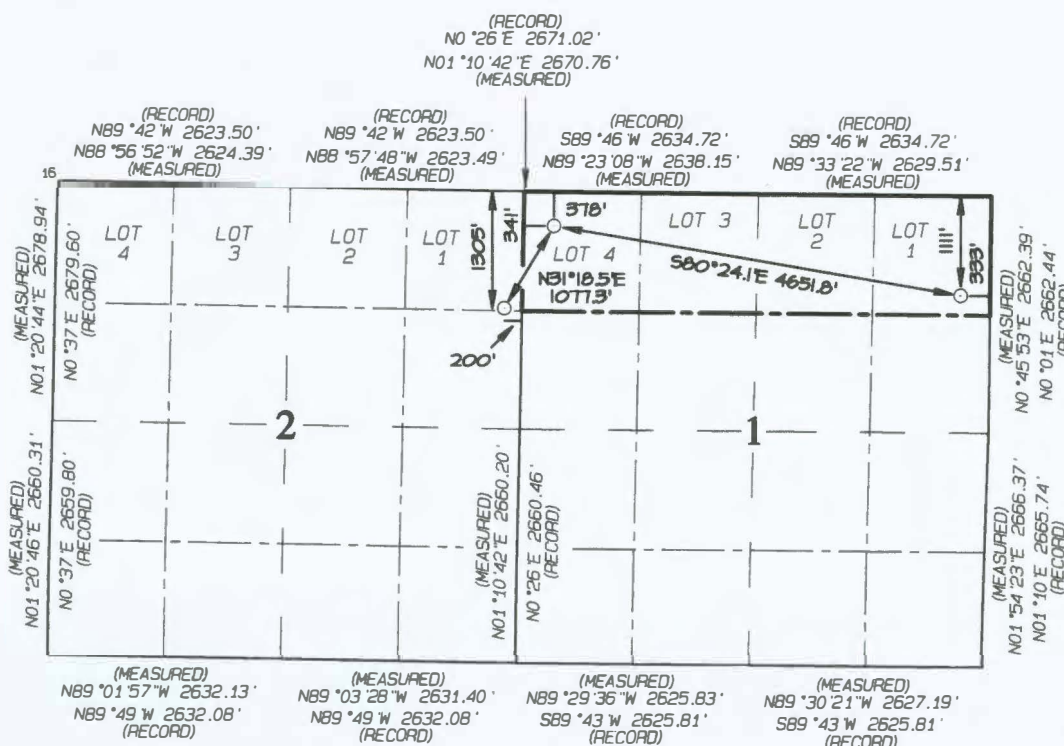 (RECORD)
N0 °26'E 2671.02'
N01 °10'42"E 2670.76'
(MEASURED)
(RECORD)
N89 °42'W 2623.50'
N88 °56'52"W 2624.39'
(MEASURED)
(RECORD)
N89 °42'W 2623.50'
N88 °57'48"W 2623.49'
(MEASURED)
(RECORD)
S89 °46'W 2634.72'
N89 °23'08"W 2638.15'
(MEASURED)
(RECORD)
S89 °46'W 2634.72'
N89 °33'22"W 2629.51'
(MEASURED)
16
(MEASURED)
N01 °20'44"E 2678.94'
N0 °37'E 2679.60'
(RECORD)
LOT
4
LOT
3
LOT
2
LOT
1
1305'
341'
378'
LOT 4
LOT 3
LOT
2
LOT
1
1111'
333'
N31°18.5'E
1077.3'
S80°24.1'E 4651.8'
200'
(MEASURED)
N0 °45'53"E 2662.39'
N0 °01'E 2662.44'
(RECORD)
2
1
(MEASURED)
N01 °20'46"E 2660.31'
N0 °37'E 2659.80'
(RECORD)
(MEASURED)
N01 °10'42"E 2660.20'
N0 °26'E 2660.46'
(RECORD)
(MEASURED)
N01 °54'23"E 2666.37'
N01 °10'E 2665.74'
(RECORD)
(MEASURED)
N89 °01'57"W 2632.13'
N89 °49'W 2632.08'
(RECORD)
(MEASURED)
N89 °03'28"W 2631.40'
N89 °49'W 2632.08'
(RECORD)
(MEASURED)
N89 °29'36"W 2625.83'
S89 °43'W 2625.81'
(RECORD)
(MEASURED)
N89 °30'21"W 2627.19'
S89 °43'W 2625.81'
(RECORD)